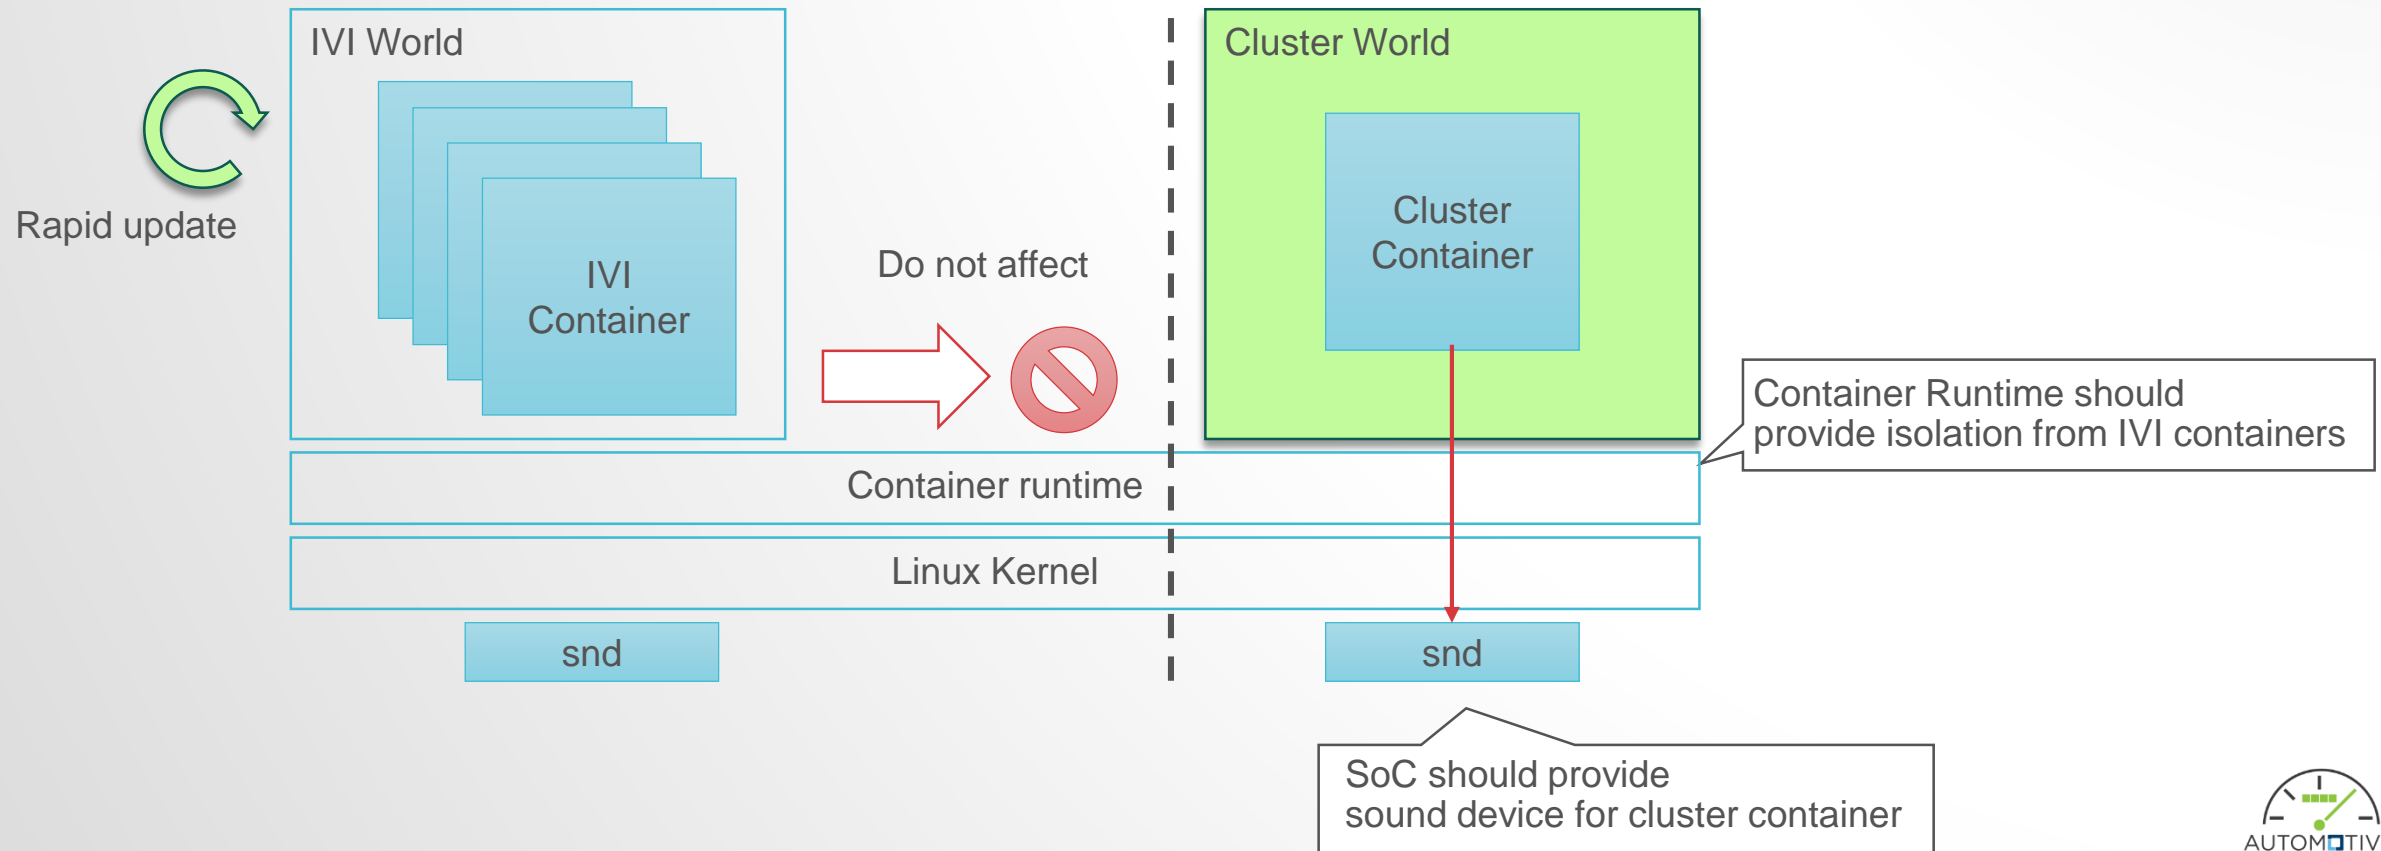 IVI World
Cluster World
Rapid update
IVI
Container
Do not affect
Cluster
Container
Container Runtime should
provide isolation from IVI containers
Container runtime
Linux Kernel
snd
snd
SoC should provide
sound device for cluster container
AUTOMOTIV